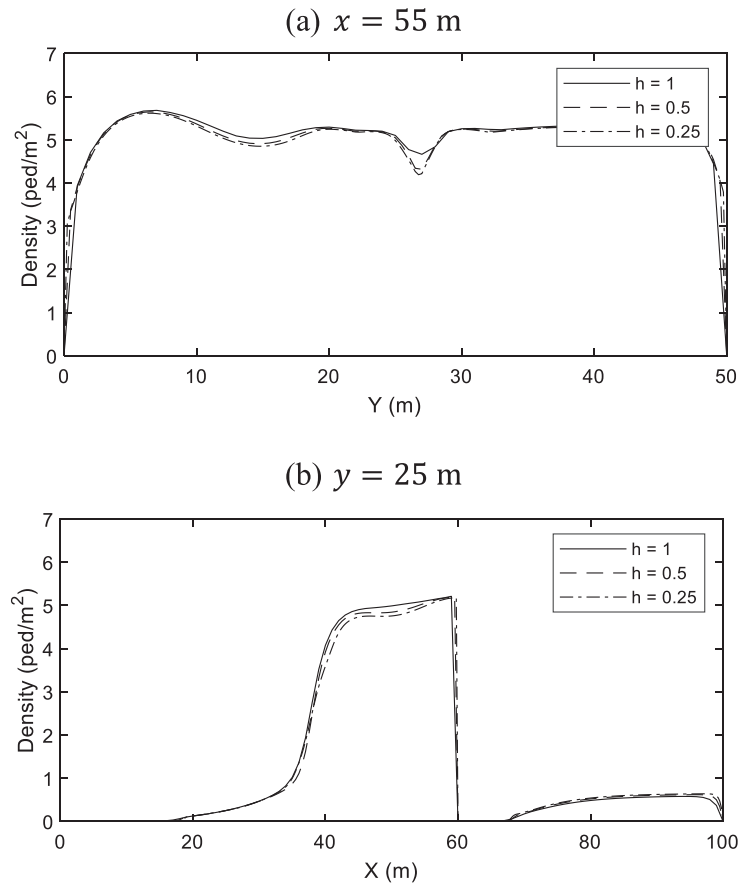 (a) x = 55 m
7
6
5
4
3
2
1
0
Density (ped/m²)
h = 1
h = 0.5
h = 0.25
0 10 20 30 40 50
Y (m)
(b) y = 25 m
7
6
5
4
3
2
1
0
Density (ped/m²)
h = 1
h = 0.5
h = 0.25
0 20 40 60 80 100
X (m)